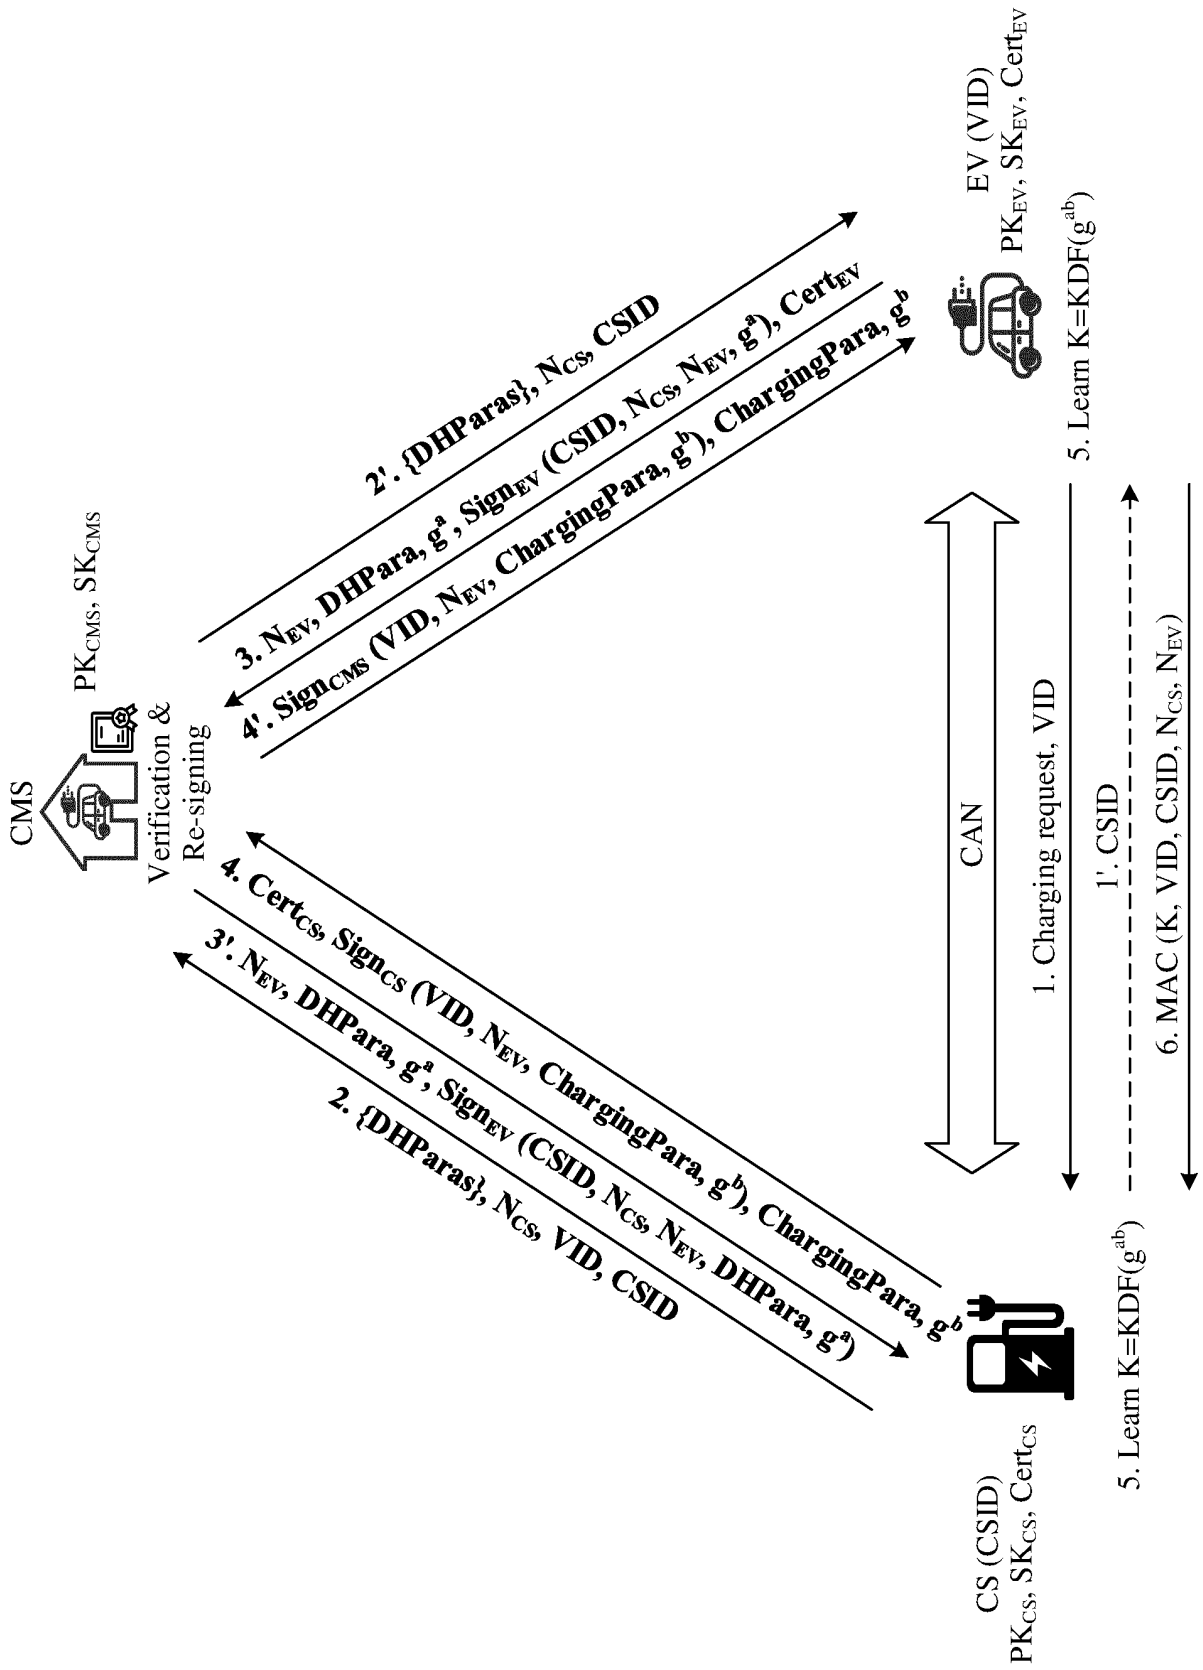 CMS
PK_CMS, SK_CMS
Verification &
Re-signing
2'. {DHParas}, N_CS, CSID
3. N_EV, DHPara, g^a, Sign_EV (CSID, N_CS, N_EV, g^a), Cert_EV
4'. Sign_CMS (VID, N_EV, ChargingPara, g^b), ChargingPara, g^b
4. Cert_CS, Sign_CS (VID, N_EV, ChargingPara, g^b), ChargingPara, g^b
3'. N_EV, DHPara, g^a, Sign_EV (CSID, N_CS, N_EV, DHPara, g^a)
2. {DHParas}, N_CS, VID, CSID
CS (CSID)
PK_CS, SK_CS, Cert_CS
EV (VID)
PK_EV, SK_EV, Cert_EV
CAN
5. Learn K=KDF(g^ab)
5. Learn K=KDF(g^ab)
1. Charging request, VID
1'. CSID
6. MAC (K, VID, CSID, N_CS, N_EV)